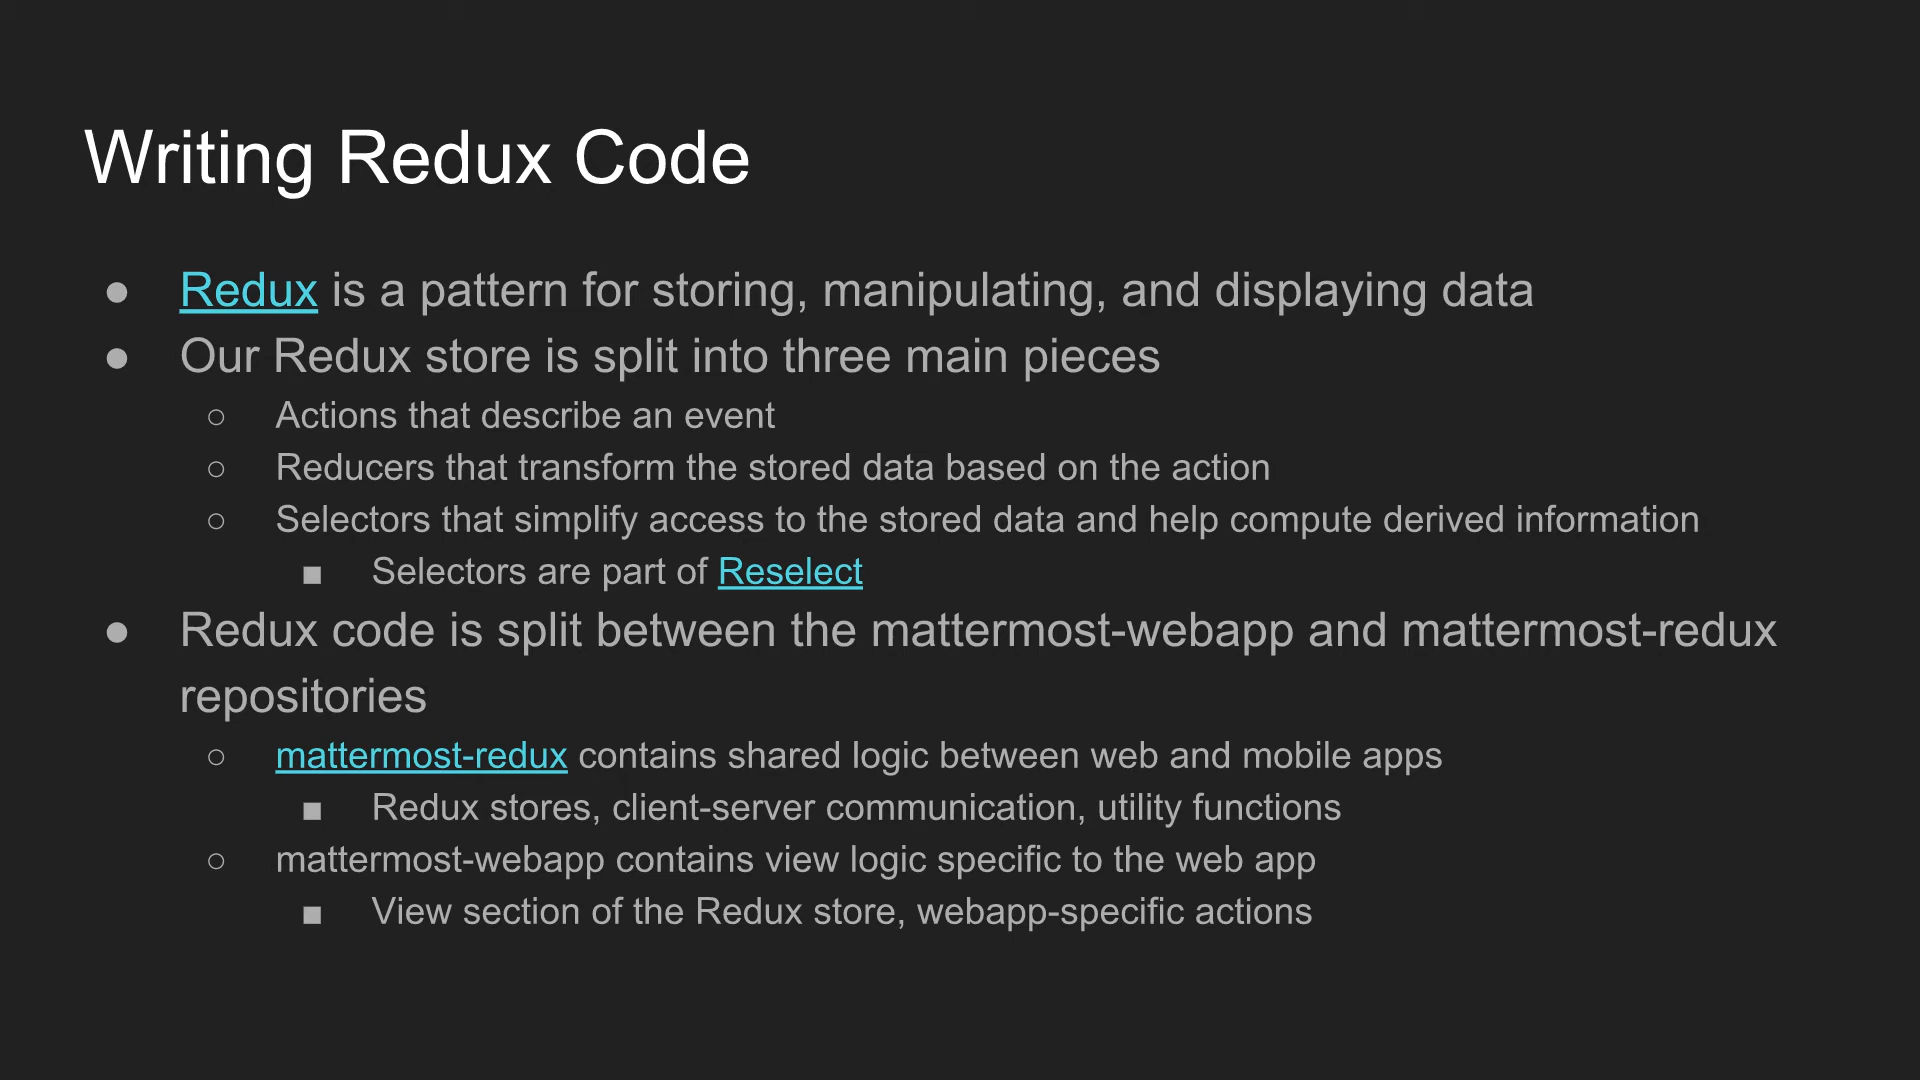 Writing Redux Code
● Redux is a pattern for storing, manipulating, and displaying data
● Our Redux store is split into three main pieces
○ Actions that describe an event
○ Reducers that transform the stored data based on the action
○ Selectors that simplify access to the stored data and help compute derived information
■ Selectors are part of Reselect
● Redux code is split between the mattermost-webapp and mattermost-redux
repositories
○ mattermost-redux contains shared logic between web and mobile apps
■ Redux stores, client-server communication, utility functions
○ mattermost-webapp contains view logic specific to the web app
■ View section of the Redux store, webapp-specific actions